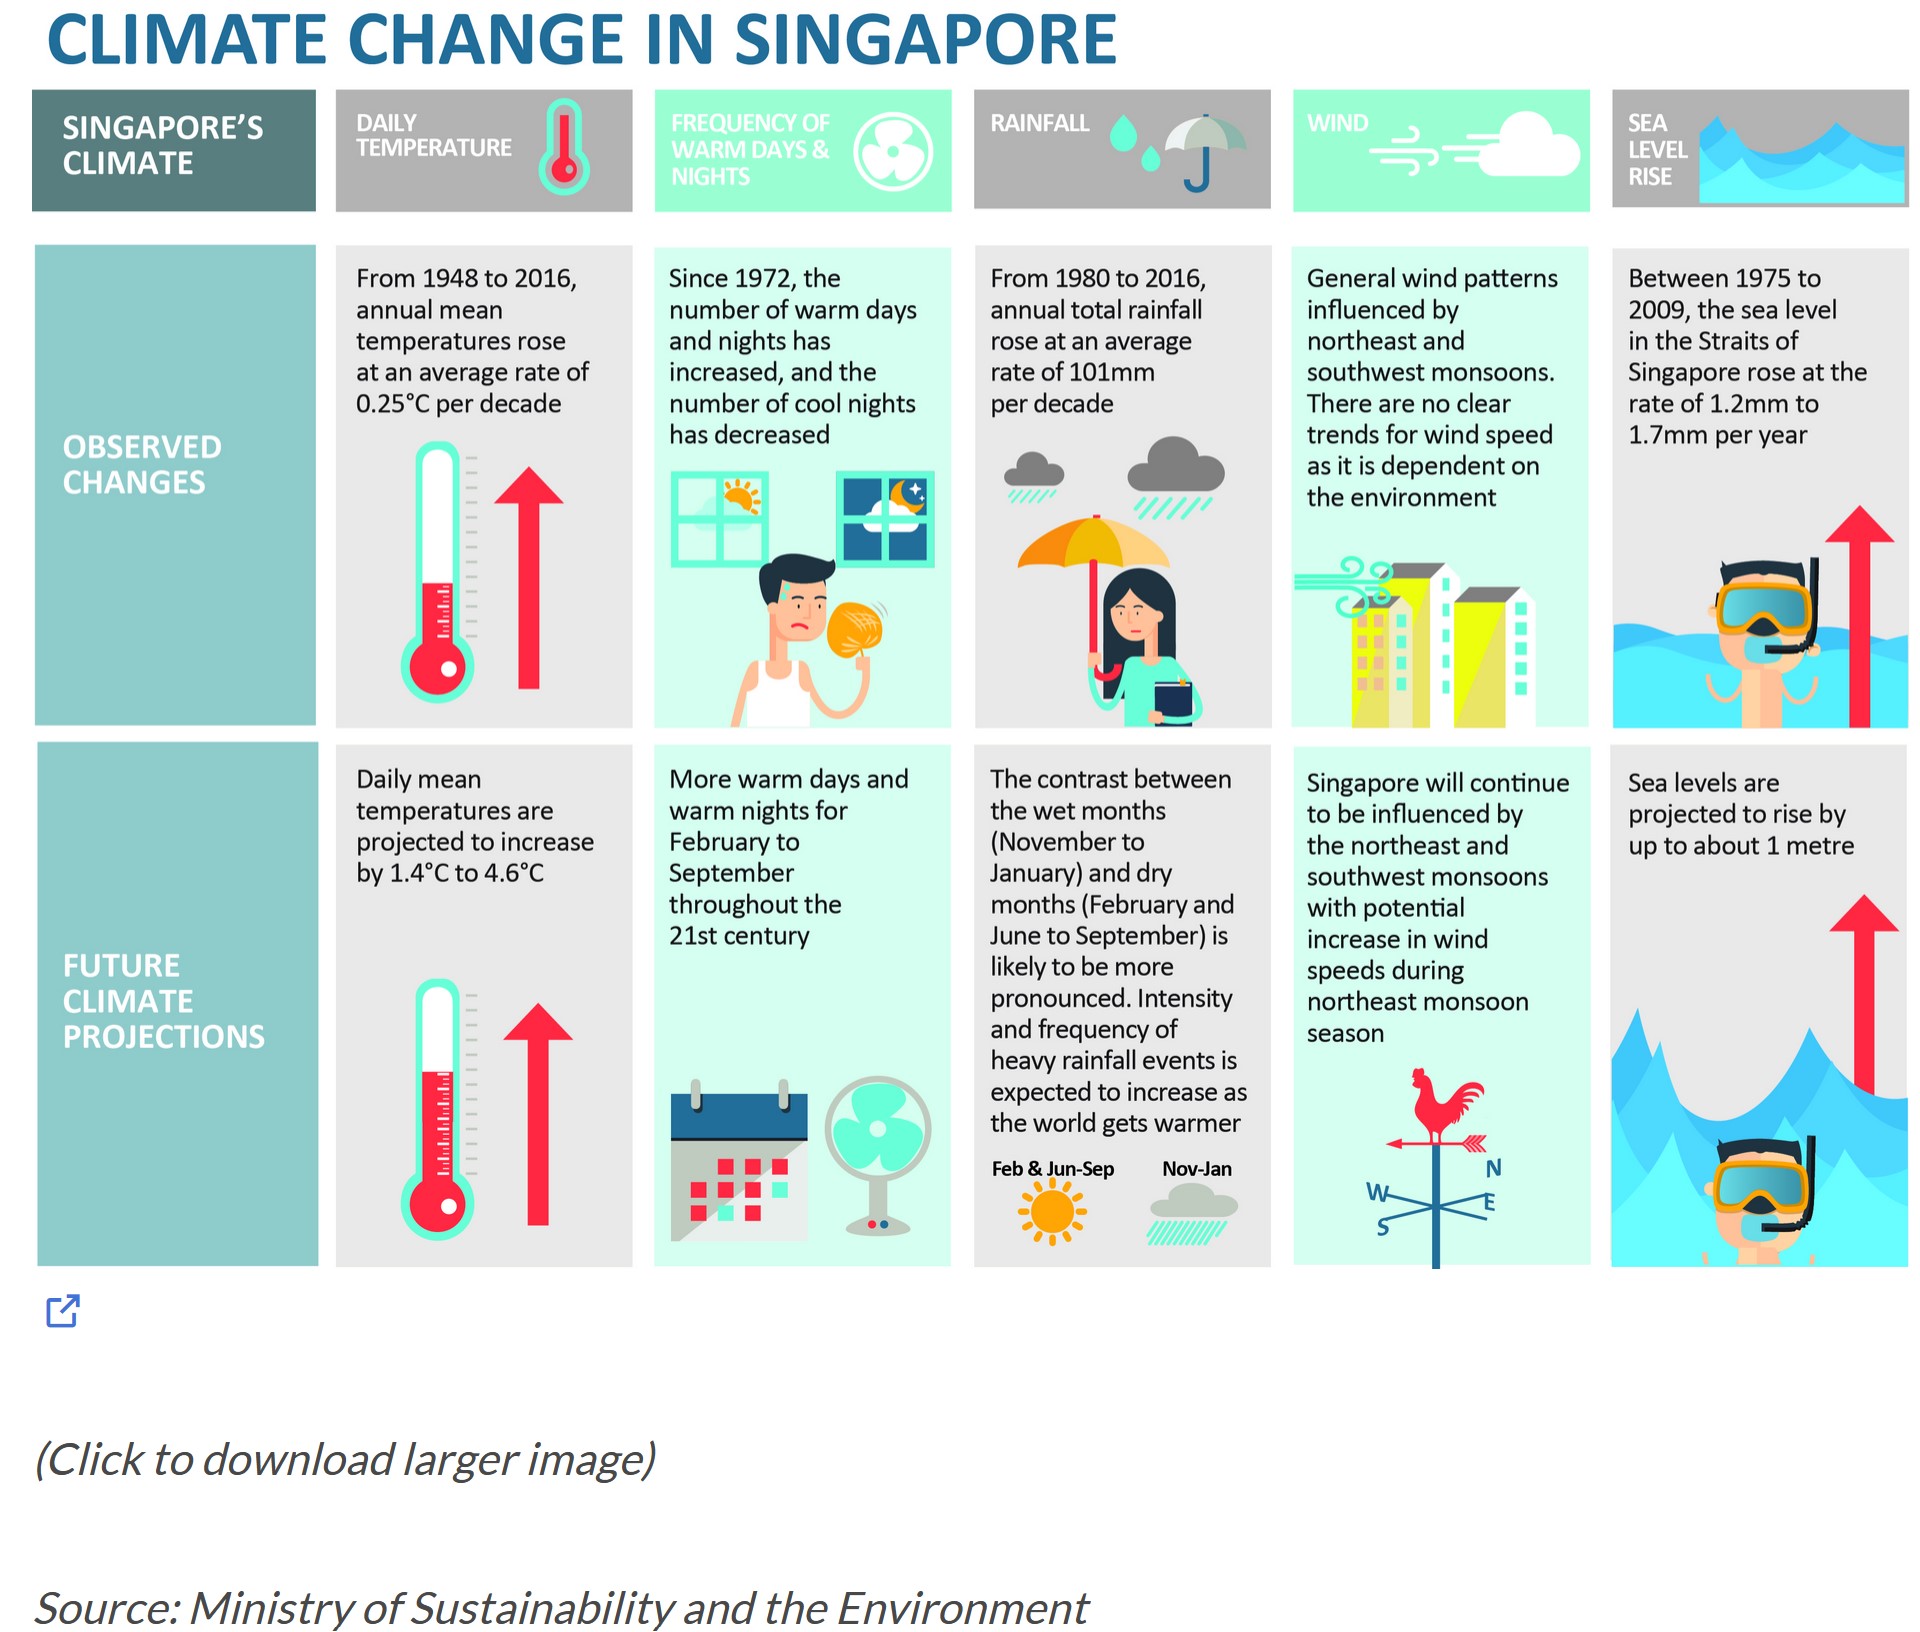 CLIMATE CHANGE IN SINGAPORE
SINGAPORE'S
CLIMATE
DAILY
TEMPERATURE
FREQUENCY OF
WARM DAYS &
NIGHTS
RAINFALL
WIND
SEA
LEVEL
RISE
OBSERVED
CHANGES
From 1948 to 2016,
annual mean
temperatures rose
at an average rate of
0.25°C per decade
Since 1972, the
number of warm days
and nights has
increased, and the
number of cool nights
has decreased
From 1980 to 2016,
annual total rainfall
rose at an average
rate of 101mm
per decade
General wind patterns
influenced by
northeast and
southwest monsoons.
There are no clear
trends for wind speed
as it is dependent on
the environment
Between 1975 to
2009, the sea level
in the Straits of
Singapore rose at the
rate of 1.2mm to
1.7mm per year
FUTURE
CLIMATE
PROJECTIONS
Daily mean
temperatures are
projected to increase
by 1.4°C to 4.6°C
More warm days and
warm nights for
February to
September
throughout the
21st century
The contrast between
the wet months
(November to
January) and dry
months (February and
June to September) is
likely to be more
pronounced. Intensity
and frequency of
heavy rainfall events is
expected to increase as
the world gets warmer
Feb & Jun-Sep
Nov-Jan
Singapore will continue
to be influenced by
the northeast and
southwest monsoons
with potential
increase in wind
speeds during
northeast monsoon
season
N
W
E
S
Sea levels are
projected to rise by
up to about 1 metre
(Click to download larger image)
Source: Ministry of Sustainability and the Environment